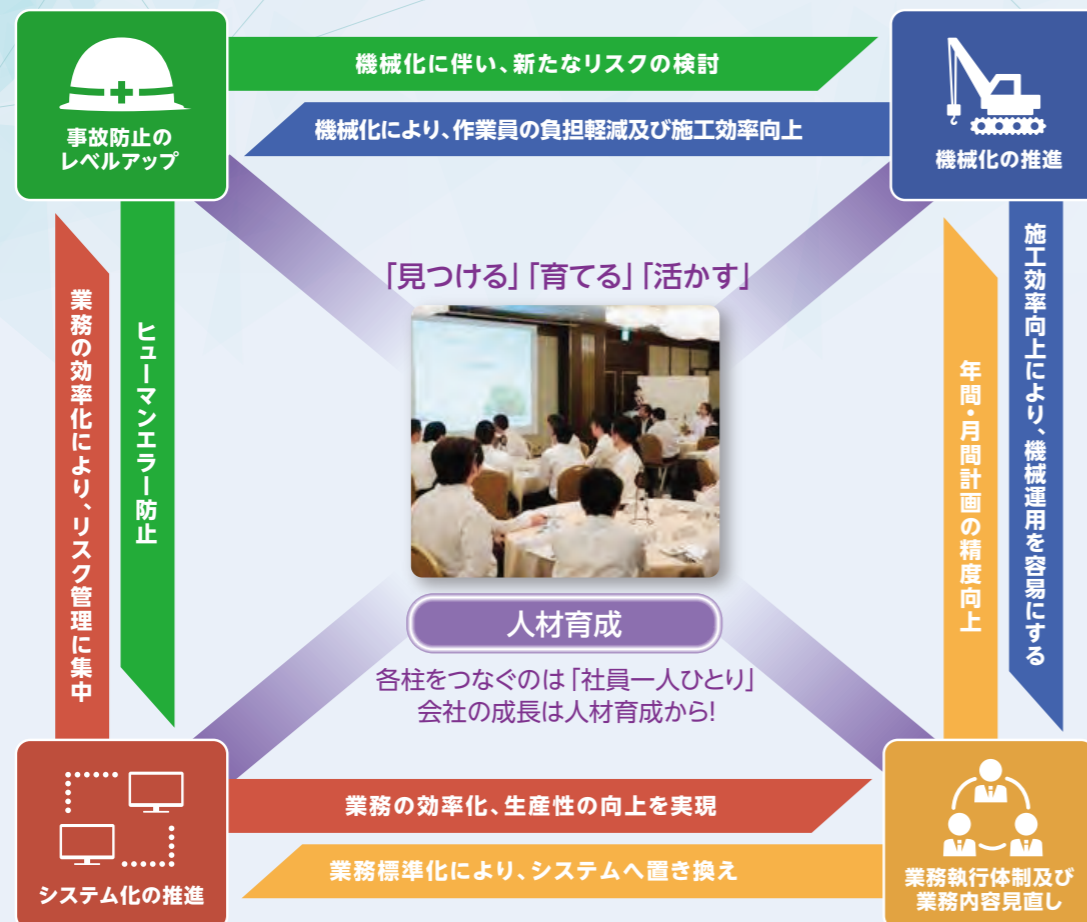 機械化に伴い、新たなリスクの検討
機械化により、作業員の負担軽減及び施工効率向上
事故防止の
レベルアップ
機械化の推進
「見つける」「育てる」「活かす」
業務の効率化により、リスク管理に集中
ヒューマンエラー防止
年間・月間計画の精度向上
施工効率向上により、機械運用を容易にする
人材育成
各柱をつなぐのは「社員一人ひとり」
会社の成長は人材育成から!
業務の効率化、生産性の向上を実現
業務標準化により、システムへ置き換え
システム化の推進
業務執行体制及び
業務内容見直し